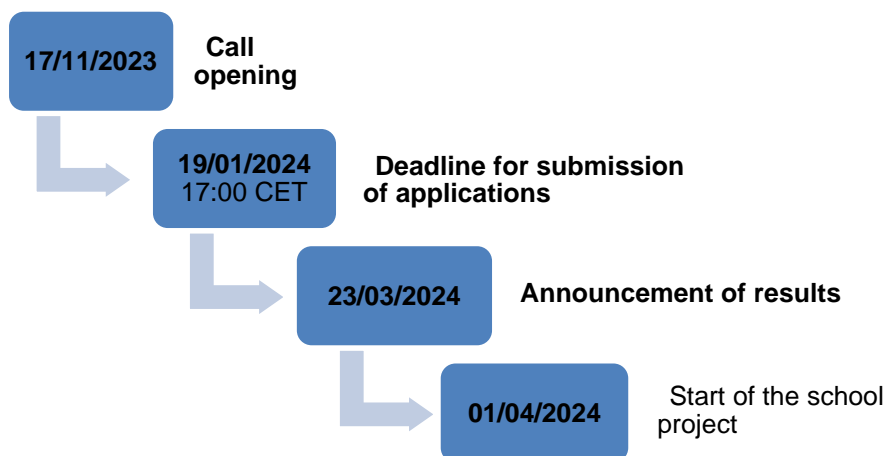 17/11/2023
Call
opening
19/01/2024
17:00 CET
Deadline for submission
of applications
23/03/2024
Announcement of results
01/04/2024
Start of the school
project